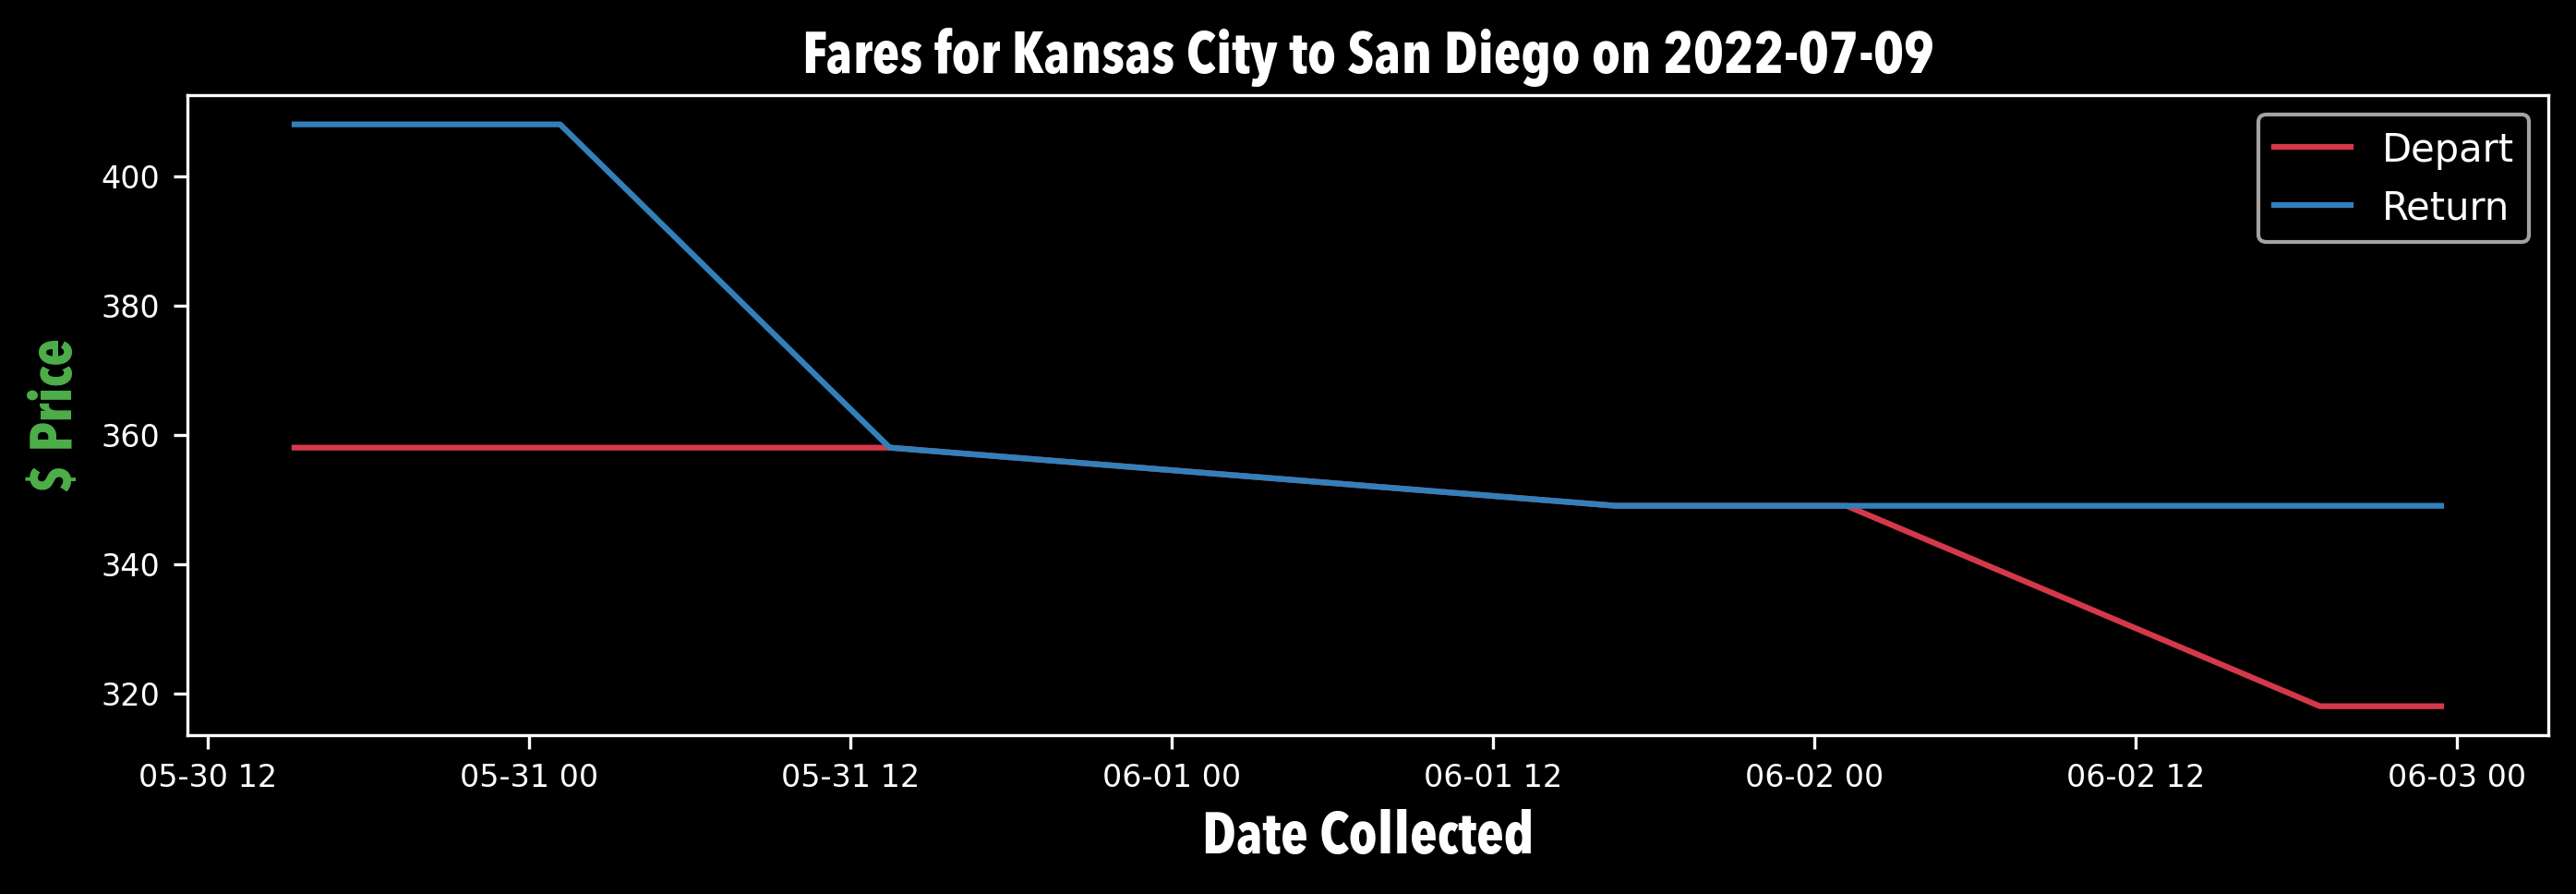 Fares for Kansas City to San Diego on 2022-07-09
Depart
Return
$ Price
400
380
360
340
320
05-30 12
05-31 00
05-31 12
06-01 00
06-01 12
06-02 00
06-02 12
06-03 00
Date Collected